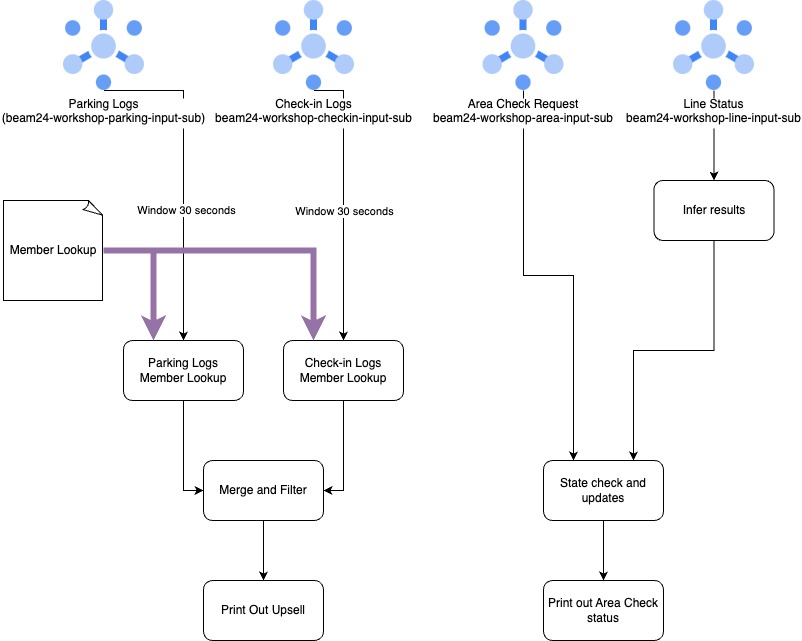 Parking Logs
(beam24-workshop-parking-input-sub)
Check-in Logs
beam24-workshop-checkin-input-sub
Area Check Request
beam24-workshop-area-input-sub
Line Status
beam24-workshop-line-input-sub
Window 30 seconds
Window 30 seconds
Infer results
Member Lookup
Parking Logs
Member Lookup
Check-in Logs
Member Lookup
Merge and Filter
State check and
updates
Print Out Upsell
Print out Area Check
status